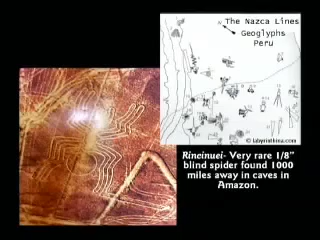 The Nazca Lines
Geoglyphs
Peru
© labyrinthina.com
Rincinuei- Very rare 1/8"
blind spider found 1000
miles away in caves in
Amazon.